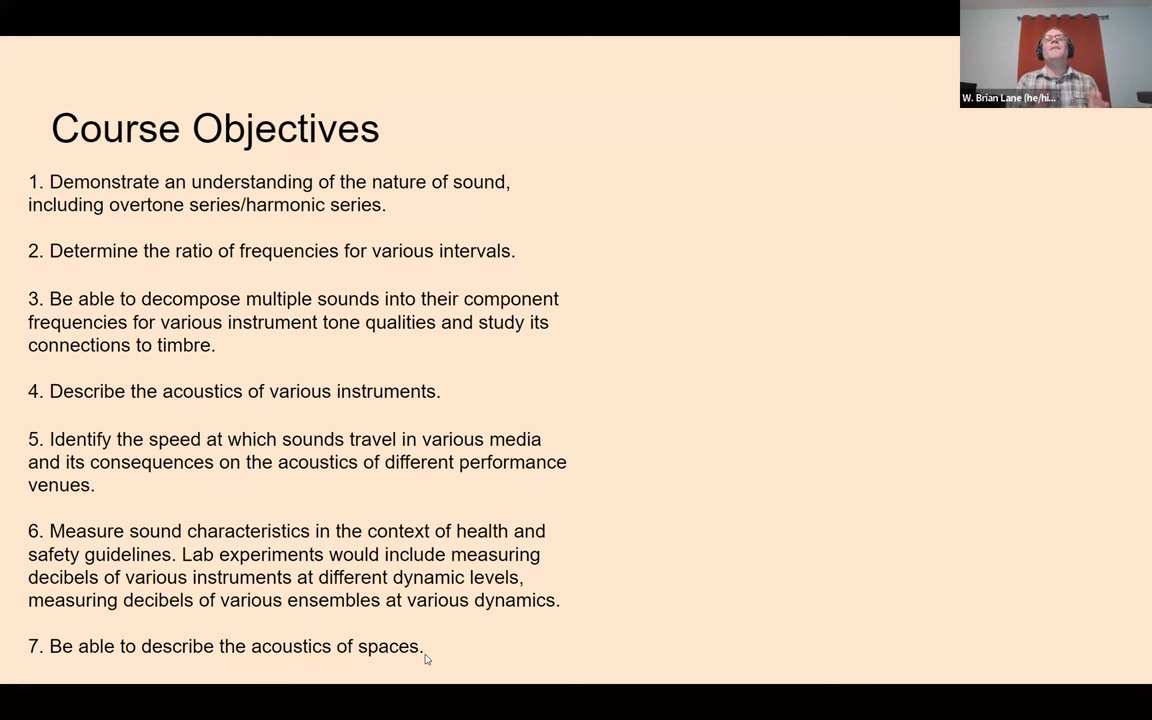 W. Brian Lane (he/hi...
Course Objectives
1. Demonstrate an understanding of the nature of sound,
including overtone series/harmonic series.
2. Determine the ratio of frequencies for various intervals.
3. Be able to decompose multiple sounds into their component
frequencies for various instrument tone qualities and study its
connections to timbre.
4. Describe the acoustics of various instruments.
5. Identify the speed at which sounds travel in various media
and its consequences on the acoustics of different performance
venues.
6. Measure sound characteristics in the context of health and
safety guidelines. Lab experiments would include measuring
decibels of various instruments at different dynamic levels,
measuring decibels of various ensembles at various dynamics.
7. Be able to describe the acoustics of spaces.